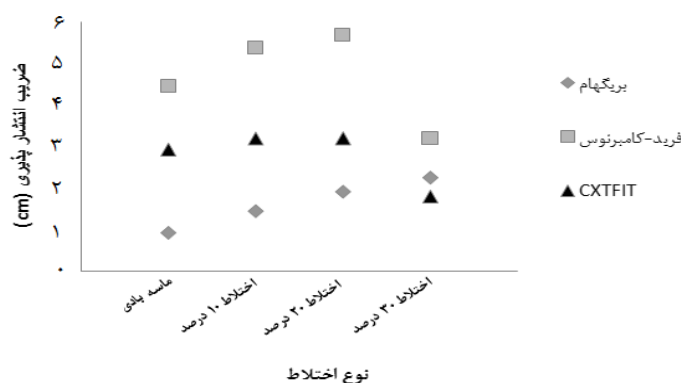 ۶
۵
۴
۳
۲
۱
۰
ضریب انتشار پذیری (cm)
ماسه بادی
اختلاط ۱۰ درصد
اختلاط ۲۰ درصد
اختلاط ۳۰ درصد
نوع اختلاط
بریگهام
فرید-کامبرنوس
CXTFIT